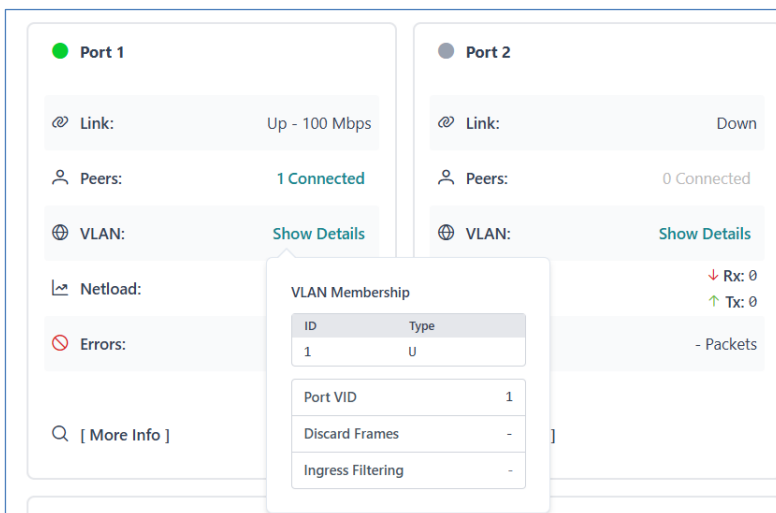 Port 1
Link: Up - 100 Mbps
Peers: 1 Connected
VLAN: Show Details
Netload:
Errors:
[ More Info ]
Port 2
Link: Down
Peers: 0 Connected
VLAN: Show Details
Rx: 0
Tx: 0
- Packets
]
VLAN Membership
ID Type
1 U
Port VID 1
Discard Frames -
Ingress Filtering -